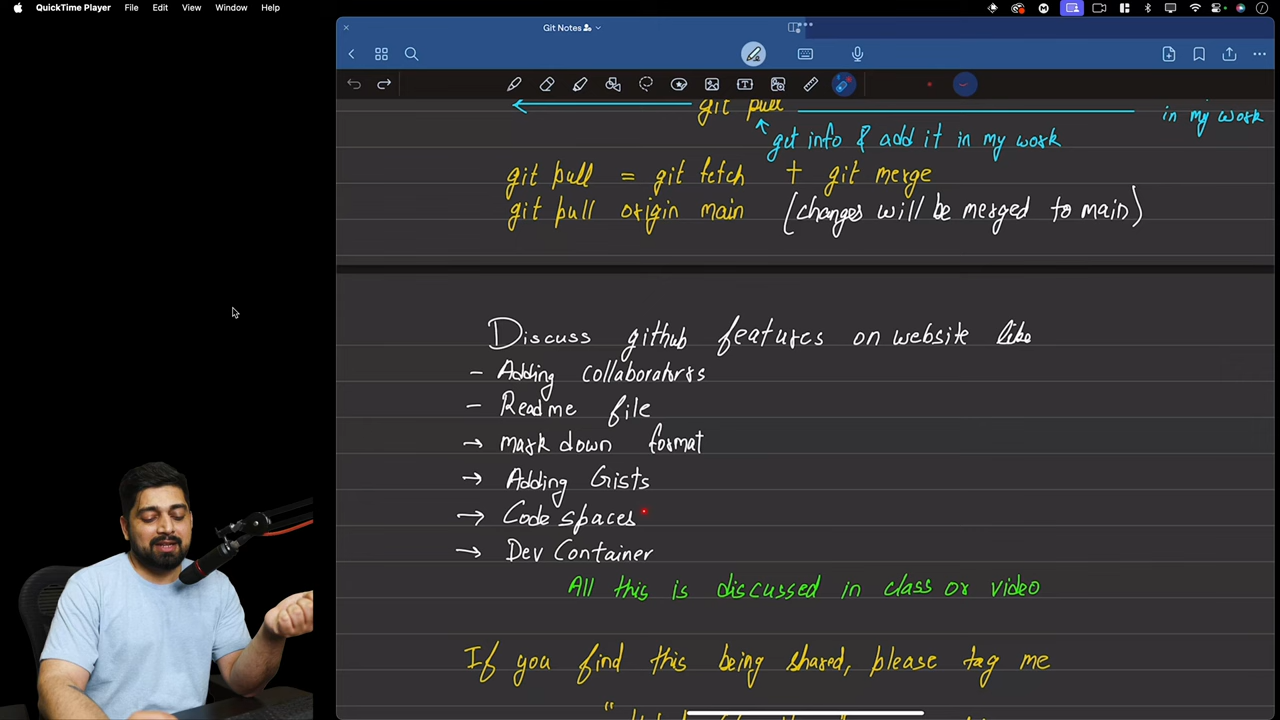 QuickTime Player File Edit View Window Help
Git Notes
git pull
in my work
get info & add it in my work
git pull = git fetch + git merge
git pull origin main (changes will be merged to main)
Discuss github features on website like
- Adding collaborators
- Readme file
→ mark down format
→ Adding Gists
→ Code spaces
→ Dev Container
All this is discussed in class or video
If you find this being shared, please tag me